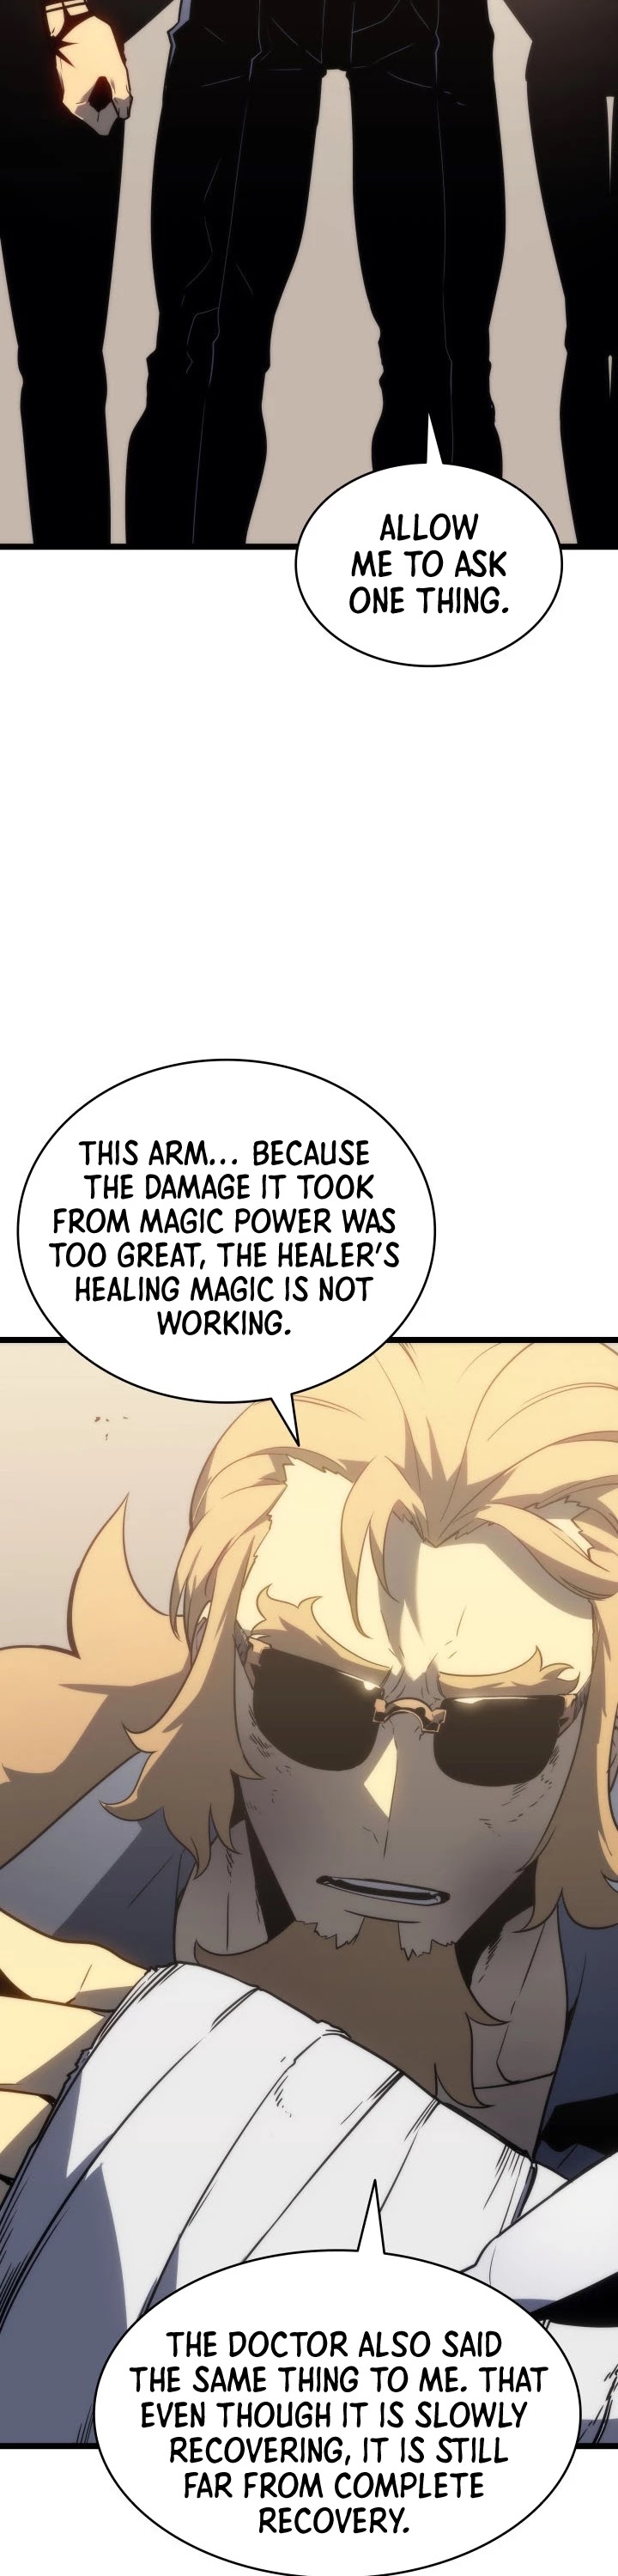 ALLOW
ME TO ASK
ONE THING.
THIS ARM... BECAUSE
THE DAMAGE IT TOOK
FROM MAGIC POWER WAS
TOO GREAT, THE HEALER'S
HEALING MAGIC IS NOT
WORKING.
THE DOCTOR ALSO SAID
THE SAME THING TO ME. THAT
EVEN THOUGH IT IS SLOWLY
RECOVERING, IT IS STILL
FAR FROM COMPLETE
RECOVERY.